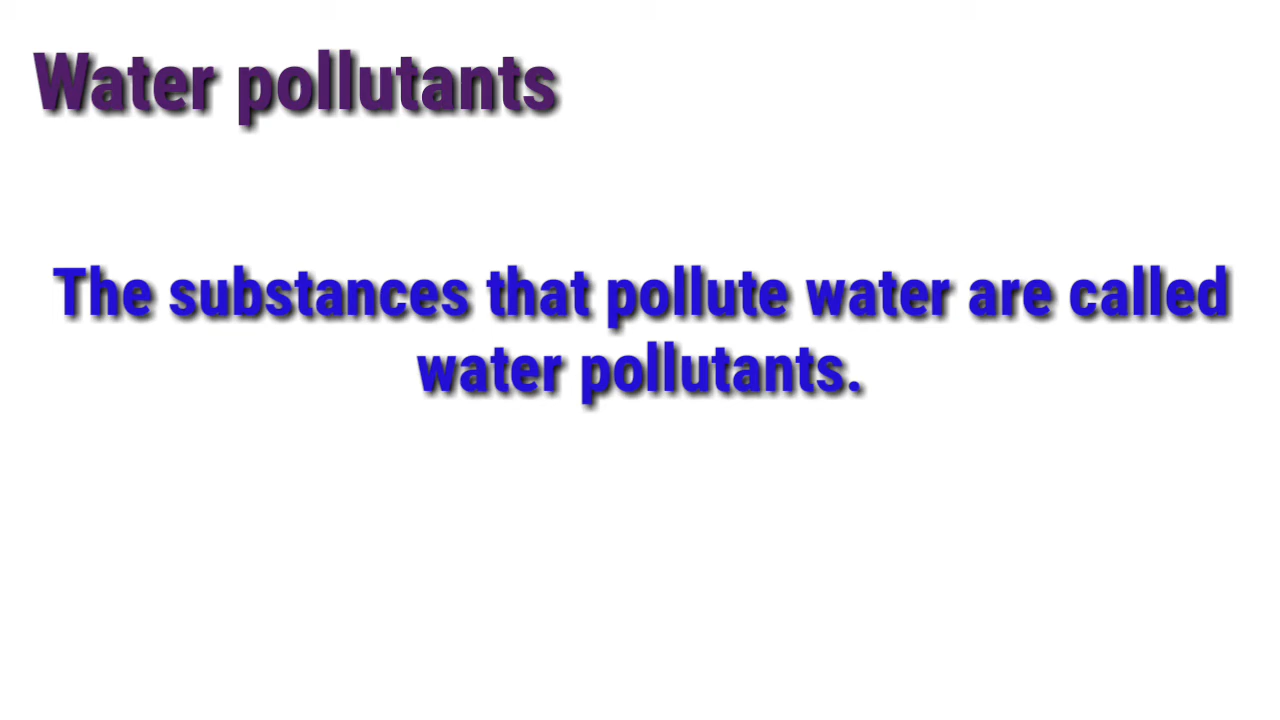 Water pollutants
The substances that pollute water are called
water pollutants.